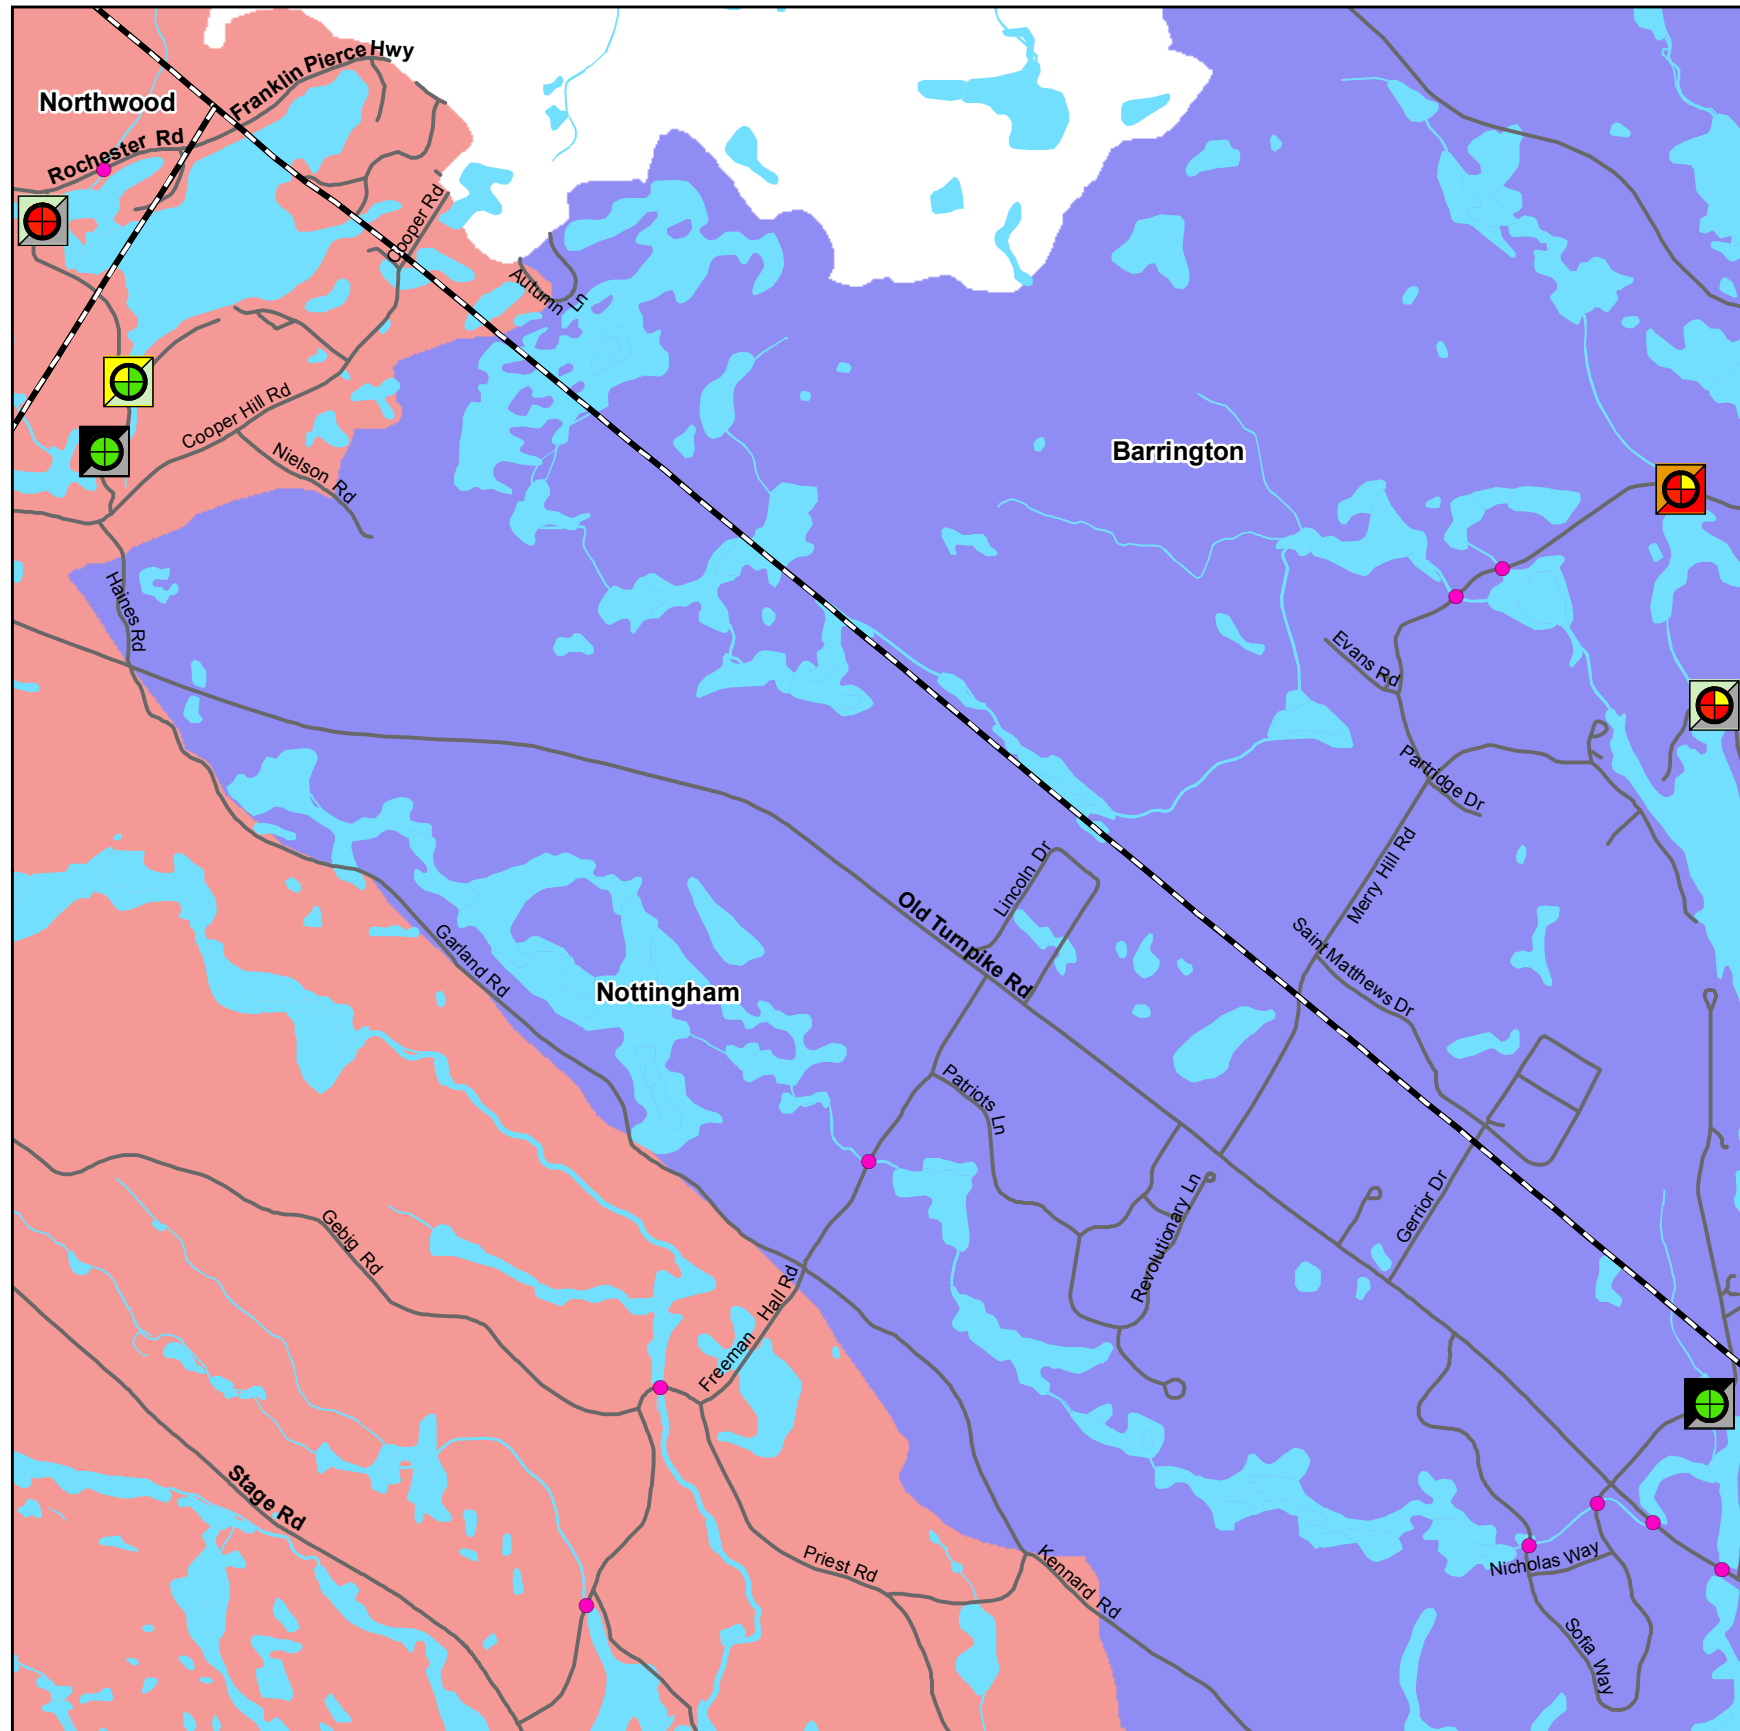 Franklin Pierce Hwy
Northwood
Rochester Rd
Cooper Rd
Autumn Ln
Cooper Hill Rd
Nielson Rd
Barrington
Haines Rd
Evans Rd
Partridge Dr
Merry Hill Rd
Lincoln Dr
Old Turnpike Rd
Saint Matthews Dr
Garland Rd
Nottingham
Patriots Ln
Gerrior Dr
Revolutionary Ln
Gebig Rd
Freeman Hall Rd
Stage Rd
Priest Rd
Kennard Rd
Nicholas Way
Sofia Way